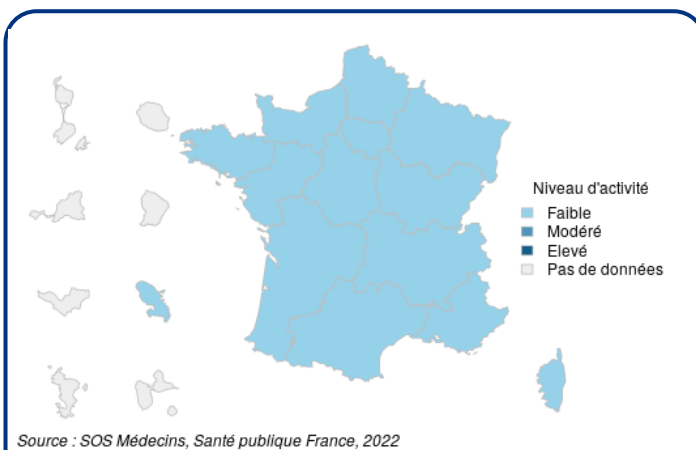 Niveau d'activité
Faible
Modéré
Elevé
Pas de données
Source : SOS Médecins, Santé publique France, 2022